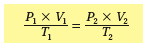 P₁ × V₁ / T₁ = P₂ × V₂ / T₂